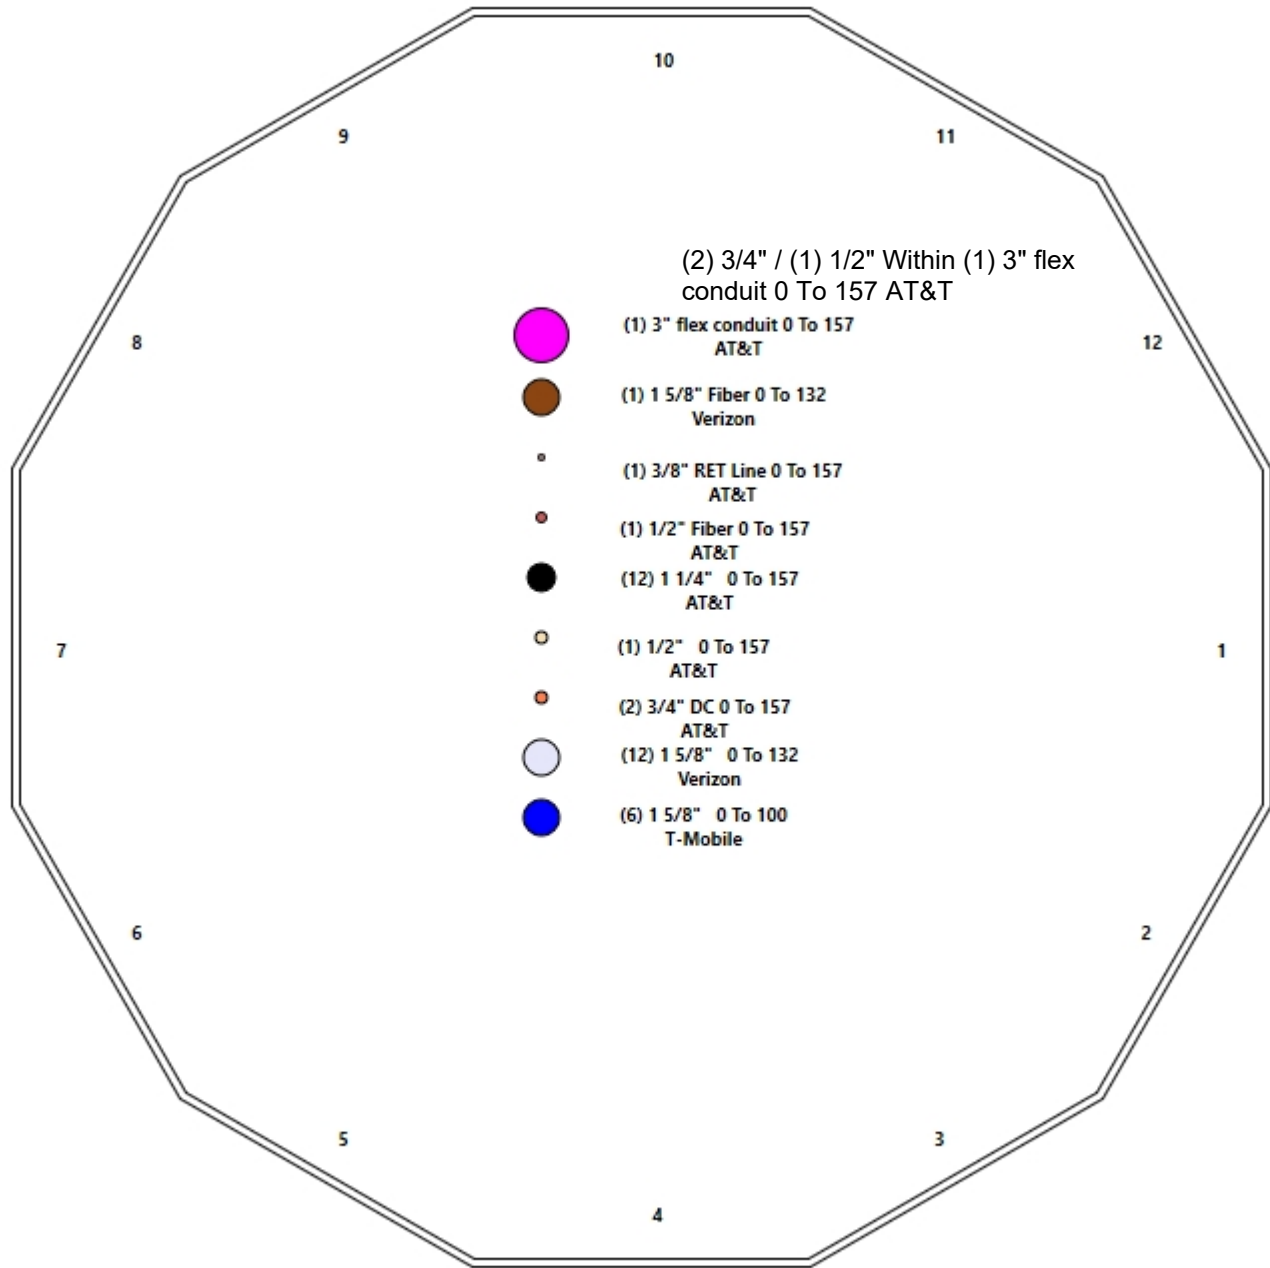 10
9
11
(2) 3/4" / (1) 1/2" Within (1) 3" flex
conduit 0 To 157 AT&T
(1) 3" flex conduit 0 To 157
AT&T
8
12
(1) 1 5/8" Fiber 0 To 132
Verizon
(1) 3/8" RET Line 0 To 157
AT&T
(1) 1/2" Fiber 0 To 157
AT&T
(12) 1 1/4" 0 To 157
AT&T
(1) 1/2" 0 To 157
AT&T
7
1
(2) 3/4" DC 0 To 157
AT&T
(12) 1 5/8" 0 To 132
Verizon
(6) 1 5/8" 0 To 100
T-Mobile
6
2
5
3
4